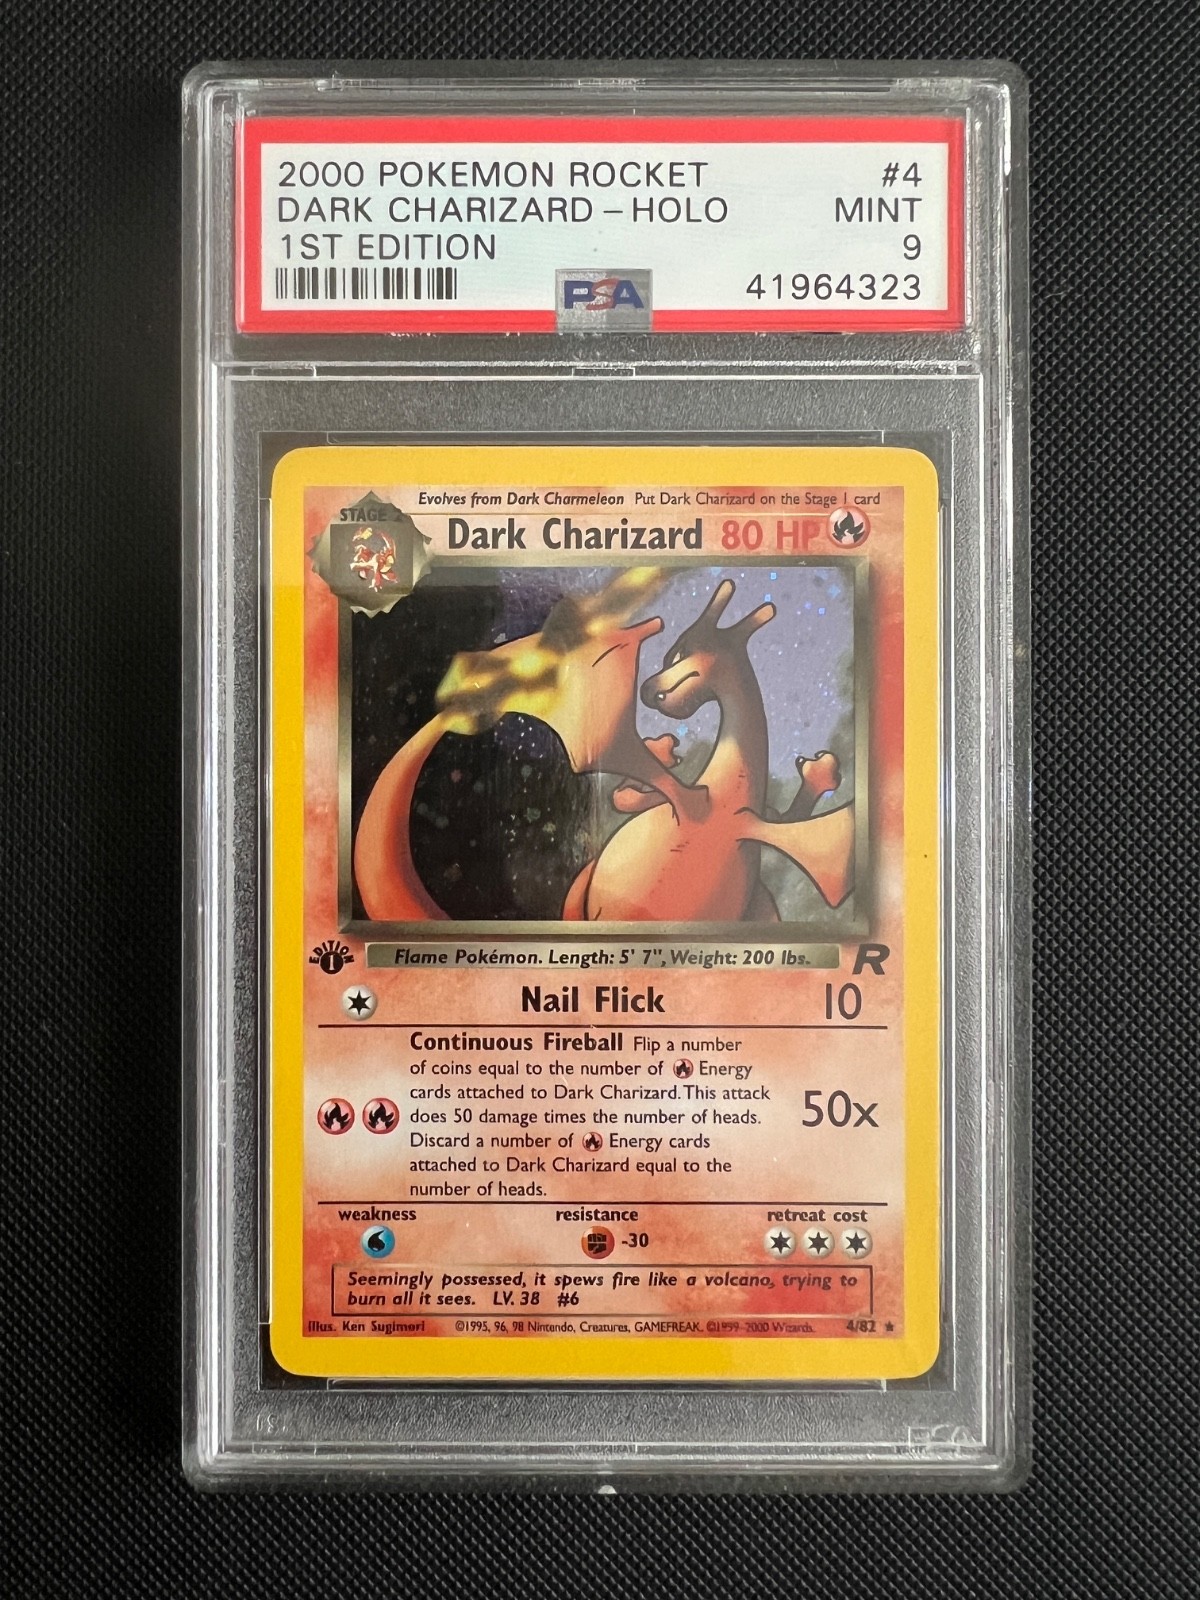 2000 POKEMON ROCKET #4
DARK CHARIZARD - HOLO MINT
1ST EDITION 9
PSA 41964323
Evolves from Dark Charmeleon Put Dark Charizard on the Stage 1 card
STAGE 2
Dark Charizard 80 HP
EDITION
1
Flame Pokémon. Length: 5' 7", Weight: 200 lbs. R
Nail Flick 10
Continuous Fireball Flip a number
of coins equal to the number of Energy
cards attached to Dark Charizard. This attack
does 50 damage times the number of heads. 50x
Discard a number of Energy cards
attached to Dark Charizard equal to the
number of heads.
weakness resistance retreat cost
-30
Seemingly possessed, it spews fire like a volcano, trying to
burn all it sees. LV. 38 #6
Illus. Ken Sugimori ©1995, 96, 98 Nintendo, Creatures, GAMEFREAK. ©1999-2000 Wizards. 4/82 ★